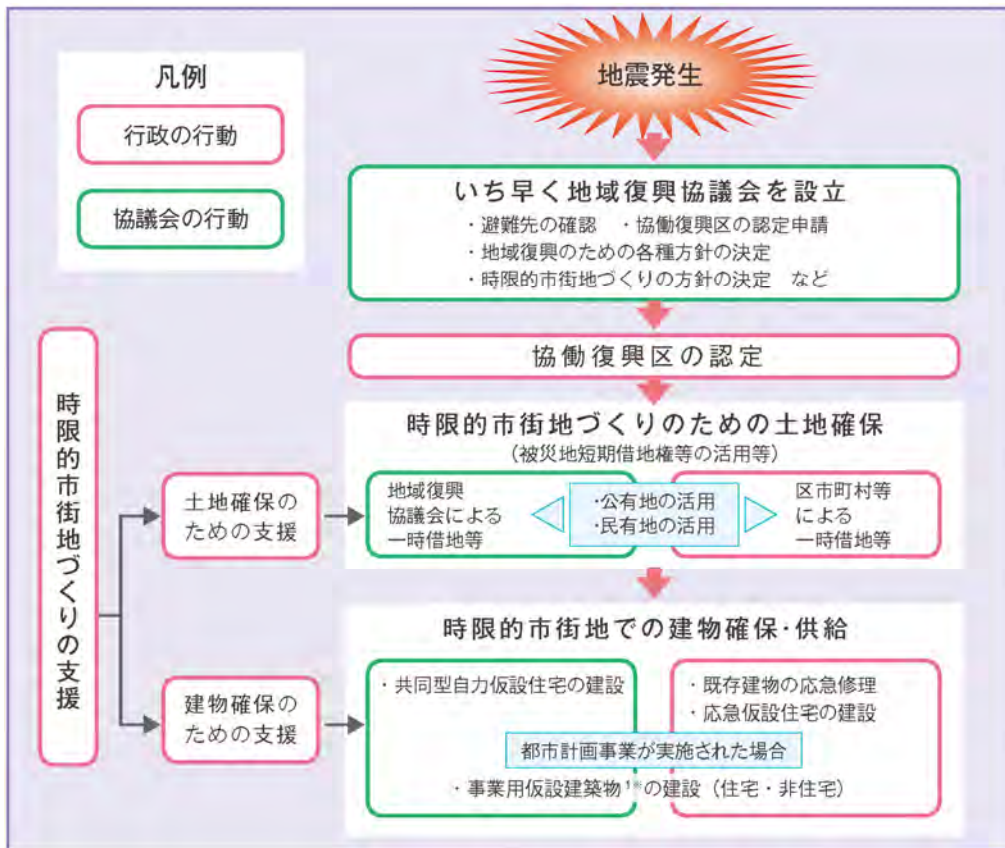 地震発生
凡例
行政の行動
協議会の行動
いち早く地域復興協議会を設立
・避難先の確認 ・協働復興区の認定申請
・地域復興のための各種方針の決定
・時限的市街地づくりの方針の決定 など
協働復興区の認定
時限的市街地づくりの支援
時限的市街地づくりのための土地確保
(被災地短期借地権等の活用等)
土地確保の
ための支援
地域復興
協議会による
一時借地等
・公有地の活用
・民有地の活用
区市町村等
による
一時借地等
時限的市街地での建物確保・供給
建物確保の
ための支援
・共同型自力仮設住宅の建設
・既存建物の応急修理
・応急仮設住宅の建設
都市計画事業が実施された場合
・事業用仮設建築物1※の建設（住宅・非住宅）